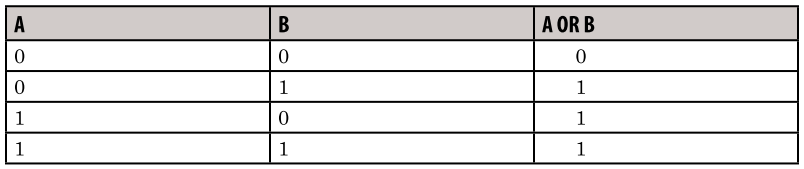 A B A OR B
0 0 0
0 1 1
1 0 1
1 1 1